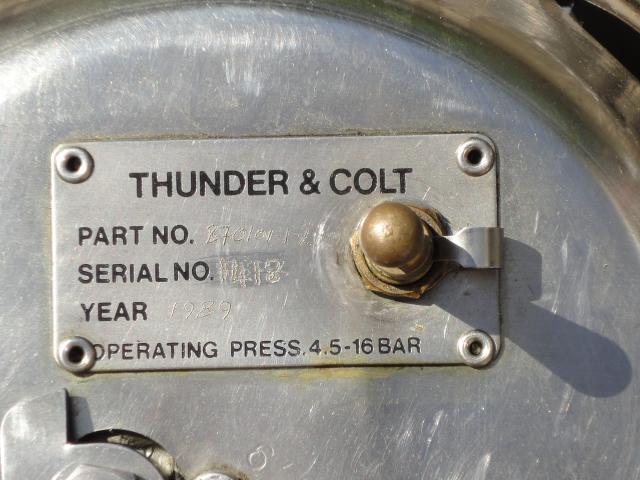 THUNDER & COLT
PART NO.
SERIAL NO.
YEAR 1989
OPERATING PRESS. 4.5-16 BAR